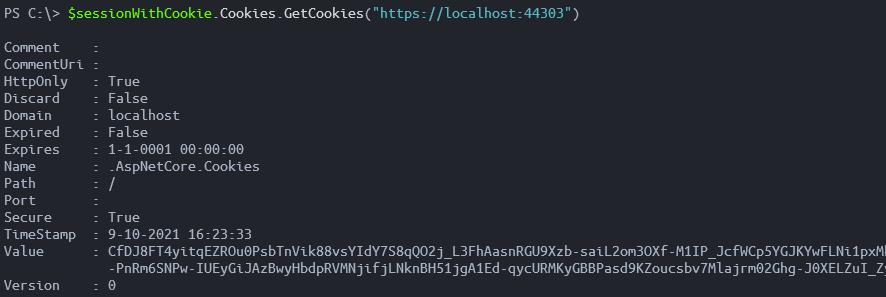 PS C:\> $sessionWithCookie.Cookies.GetCookies("https://localhost:44303")
Comment    :
CommentUri :
HttpOnly   : True
Discard    : False
Domain     : localhost
Expired    : False
Expires    : 1-1-0001 00:00:00
Name       : .AspNetCore.Cookies
Path       : /
Port       :
Secure     : True
TimeStamp  : 9-10-2021 16:23:33
Value      : CfDJ8FT4yitqEZROu0PsbTnVik88vsYIdY7S8qQO2j_L3FhAasnRGU9Xzb-saiL2om3OXf-M1IP_JcfWCp5YGJKYwFLNi1pxM
             -PnRm6SNPw-IUEyGiJAzBwyHbdpRVMNjifjLNknBH51jgA1Ed-qycURMKyGBBPasd9KZoucsbv7Mlajrm02Ghg-J0XELZuI_Z
Version    : 0